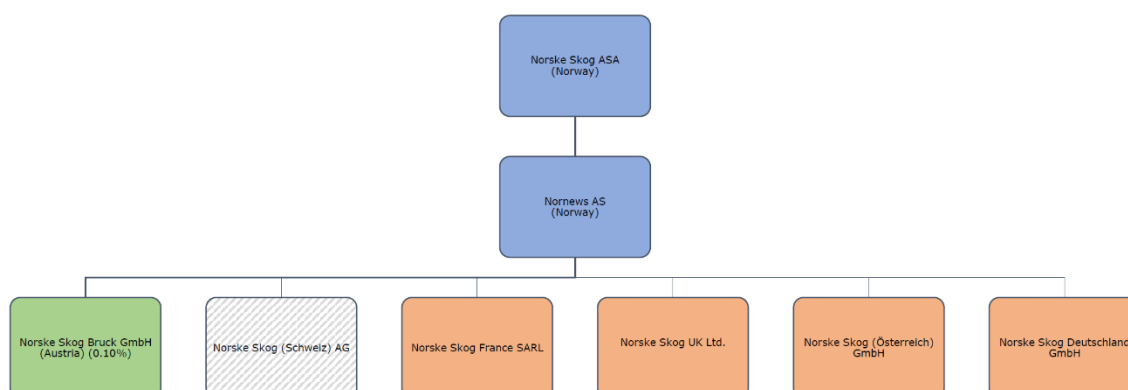 Norske Skog ASA
(Norway)
Nornews AS
(Norway)
Norske Skog Bruck GmbH
(Austria) (0.10%)
Norske Skog (Schweiz) AG
Norske Skog France SARL
Norske Skog UK Ltd.
Norske Skog (Österreich)
GmbH
Norske Skog Deutschland
GmbH